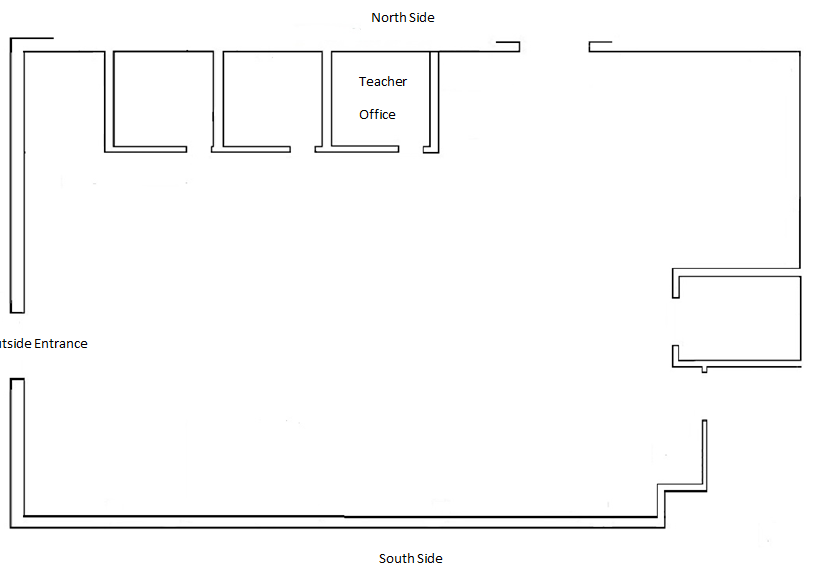 North Side
Teacher
Office
tside Entrance
South Side